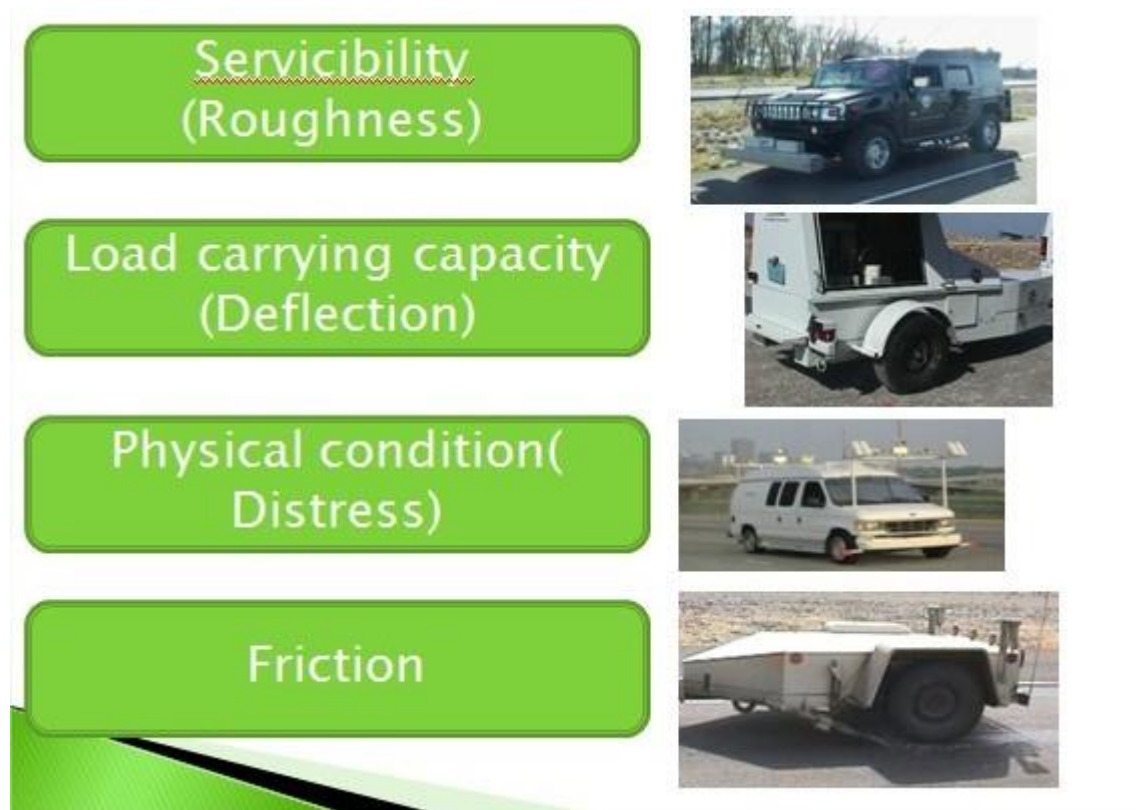 Servicibility
(Roughness)
Load carrying capacity
(Deflection)
Physical condition(
Distress)
Friction